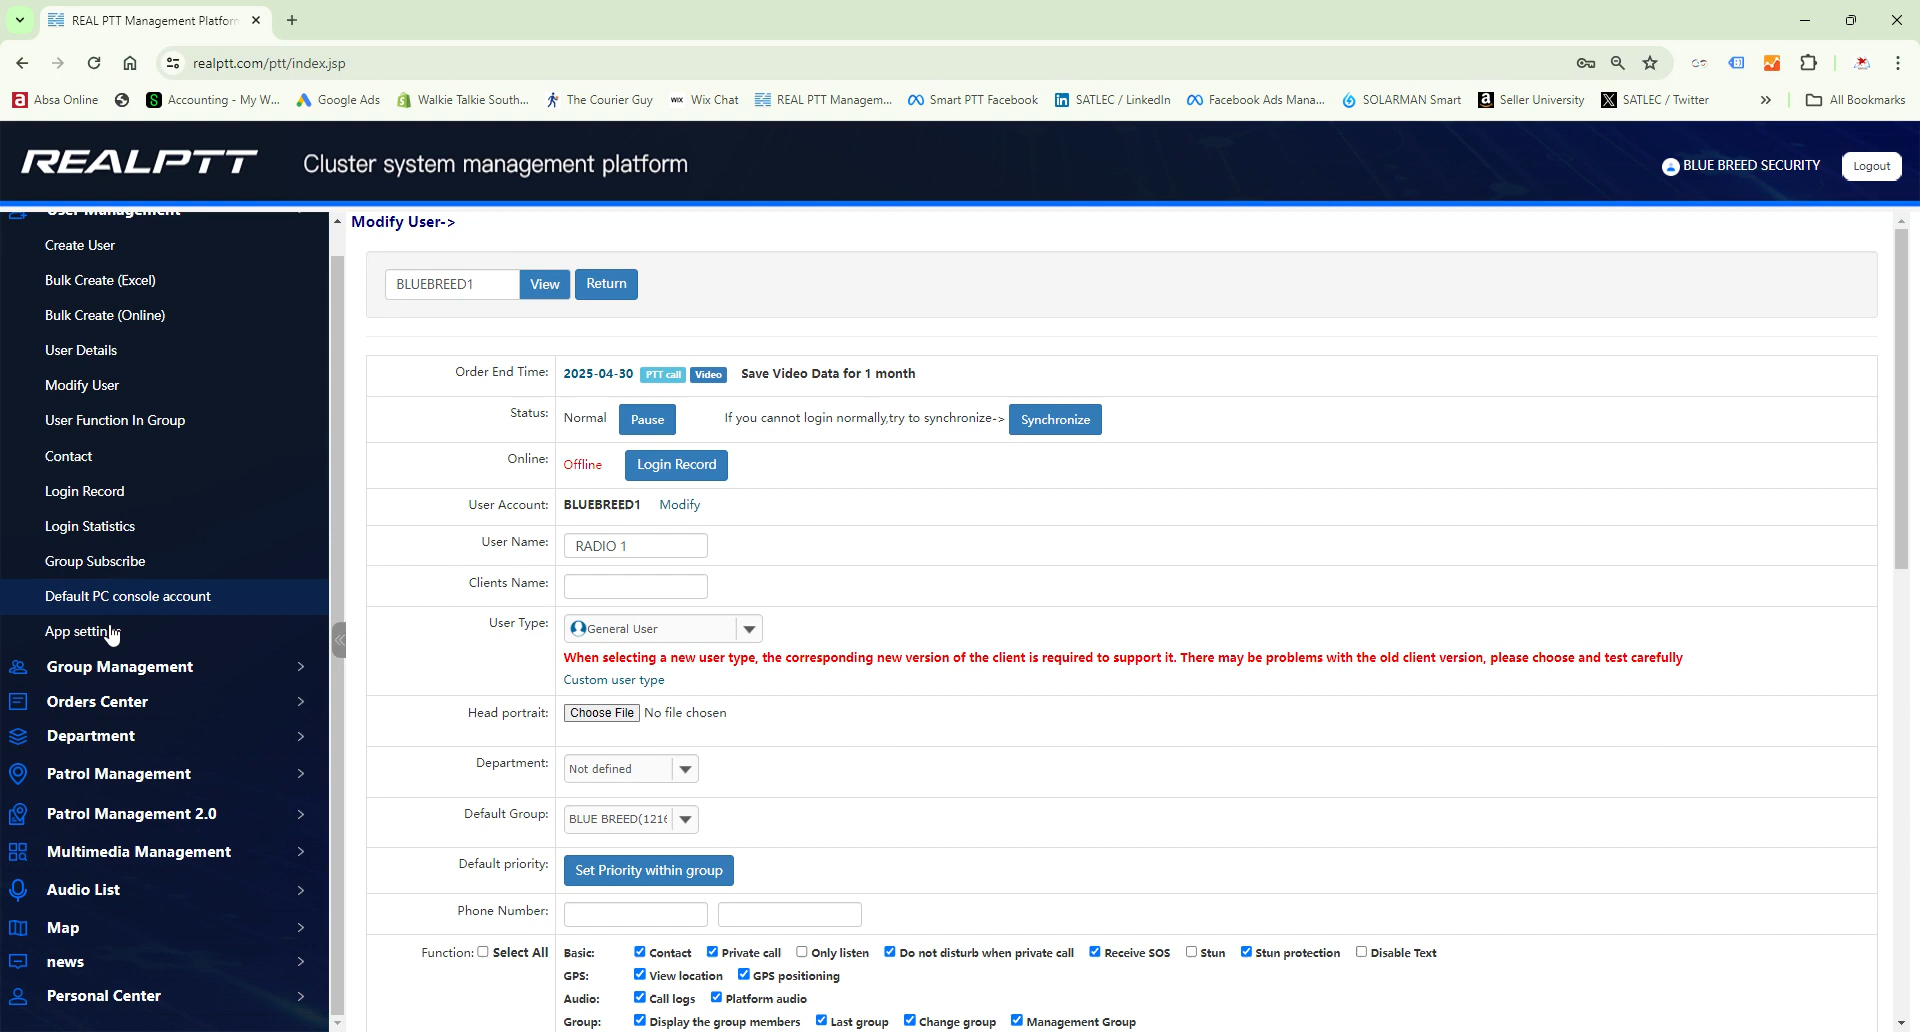 REAL PTT Management Platform
realptt.com/ptt/index.jsp
Absa Online
Accounting - My W...
Google Ads
Walkie Talkie South...
The Courier Guy
WIX Wix Chat
REAL PTT Managem...
Smart PTT Facebook
SATLEC / LinkedIn
Facebook Ads Mana...
SOLARMAN Smart
Seller University
SATLEC / Twitter
All Bookmarks
REALPTT
Cluster system management platform
BLUE BREED SECURITY
Logout
User Management
Create User
Bulk Create (Excel)
Bulk Create (Online)
User Details
Modify User
User Function In Group
Contact
Login Record
Login Statistics
Group Subscribe
Default PC console account
App setting
Group Management
Orders Center
Department
Patrol Management
Patrol Management 2.0
Multimedia Management
Audio List
Map
news
Personal Center
Modify User->
BLUEBREED1 View Return
Order End Time: 2025-04-30 PTT call Video Save Video Data for 1 month
Status: Normal Pause If you cannot login normally,try to synchronize-> Synchronize
Online: Offline Login Record
User Account: BLUEBREED1 Modify
User Name: RADIO 1
Clients Name:
User Type: General User
When selecting a new user type, the corresponding new version of the client is required to support it. There may be problems with the old client version, please choose and test carefully
Custom user type
Head portrait: Choose File No file chosen
Department: Not defined
Default Group: BLUE BREED(1216
Default priority: Set Priority within group
Phone Number:
Function: Select All Basic: Contact Private call Only listen Do not disturb when private call Receive SOS Stun Stun protection Disable Text
GPS: View location GPS positioning
Audio: Call logs Platform audio
Group: Display the group members Last group Change group Management Group